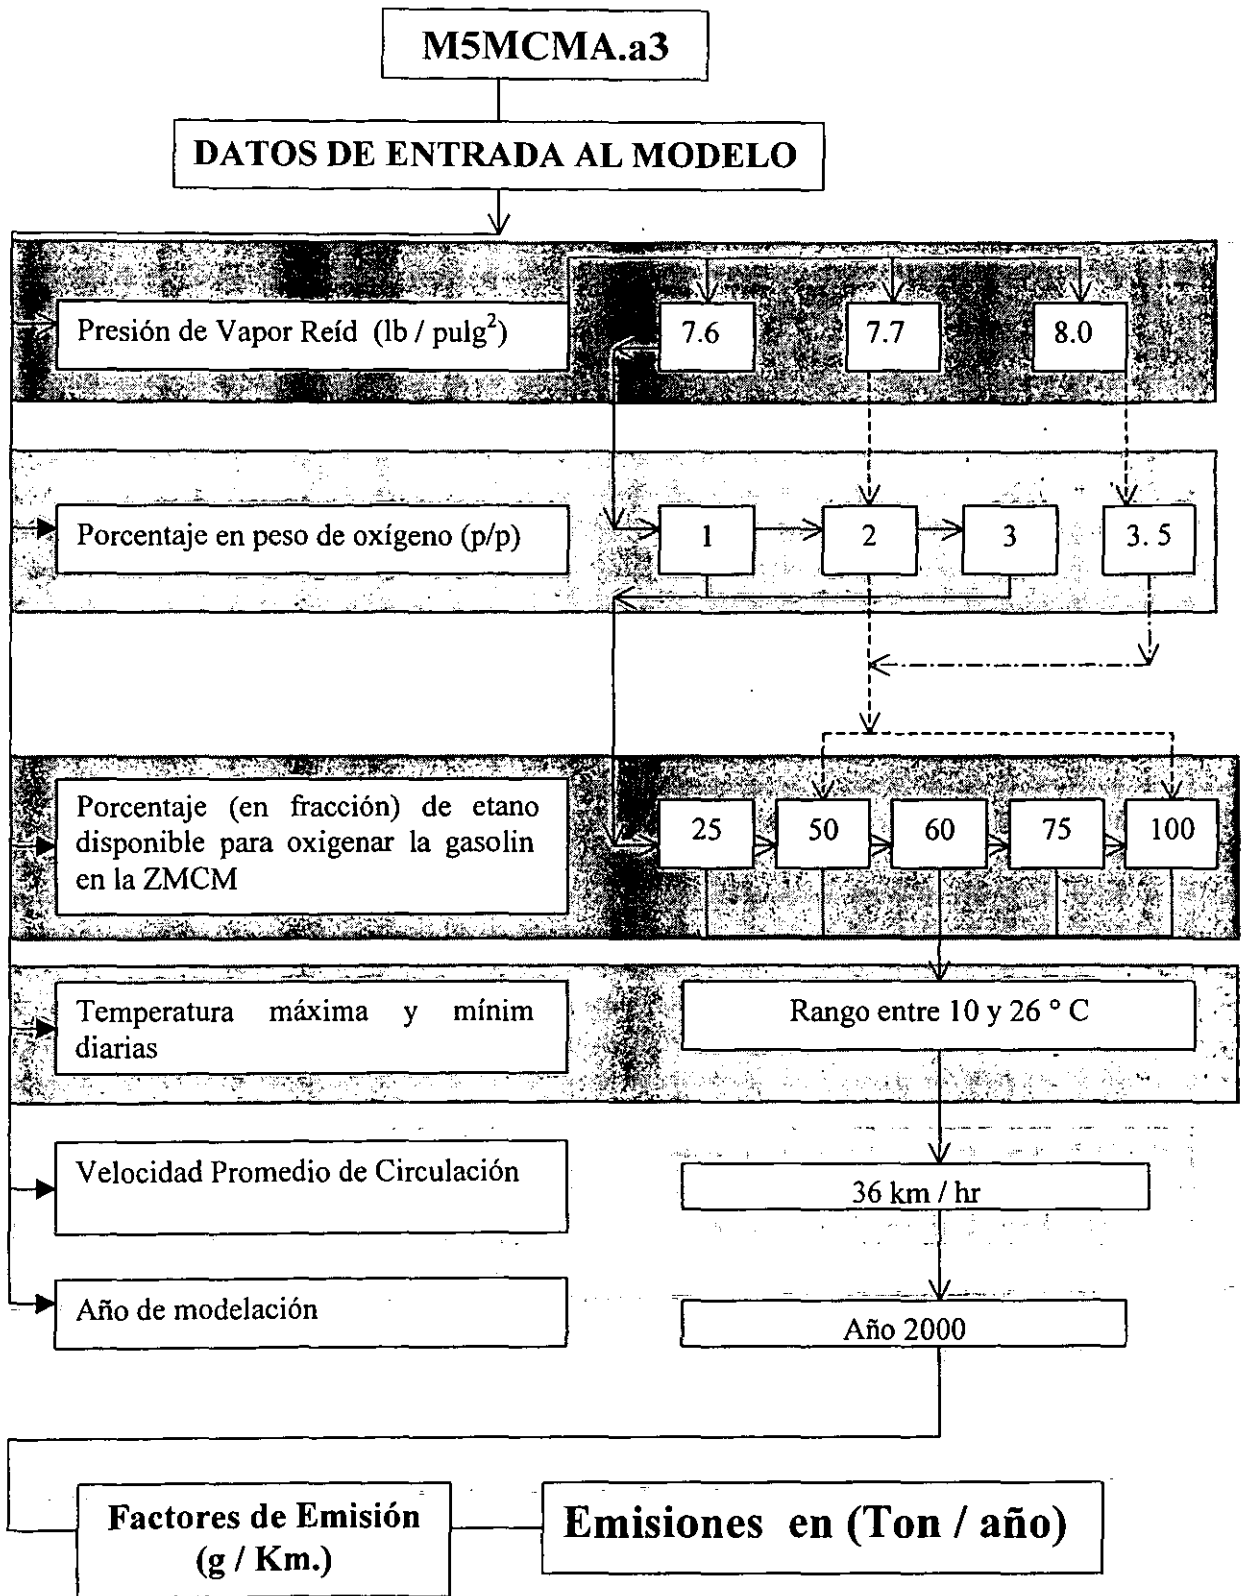 M5MCMA.a3
DATOS DE ENTRADA AL MODELO
Presión de Vapor Reíd (lb / pulg²)
7.6
7.7
8.0
Porcentaje en peso de oxígeno (p/p)
1
2
3
3. 5
Porcentaje (en fracción) de etano
disponible para oxigenar la gasolin
en la ZMCM
25
50
60
75
100
Temperatura máxima y mínim
diarias
Rango entre 10 y 26 ° C
Velocidad Promedio de Circulación
36 km / hr
Año de modelación
Año 2000
Factores de Emisión
(g / Km.)
Emisiones en (Ton / año)